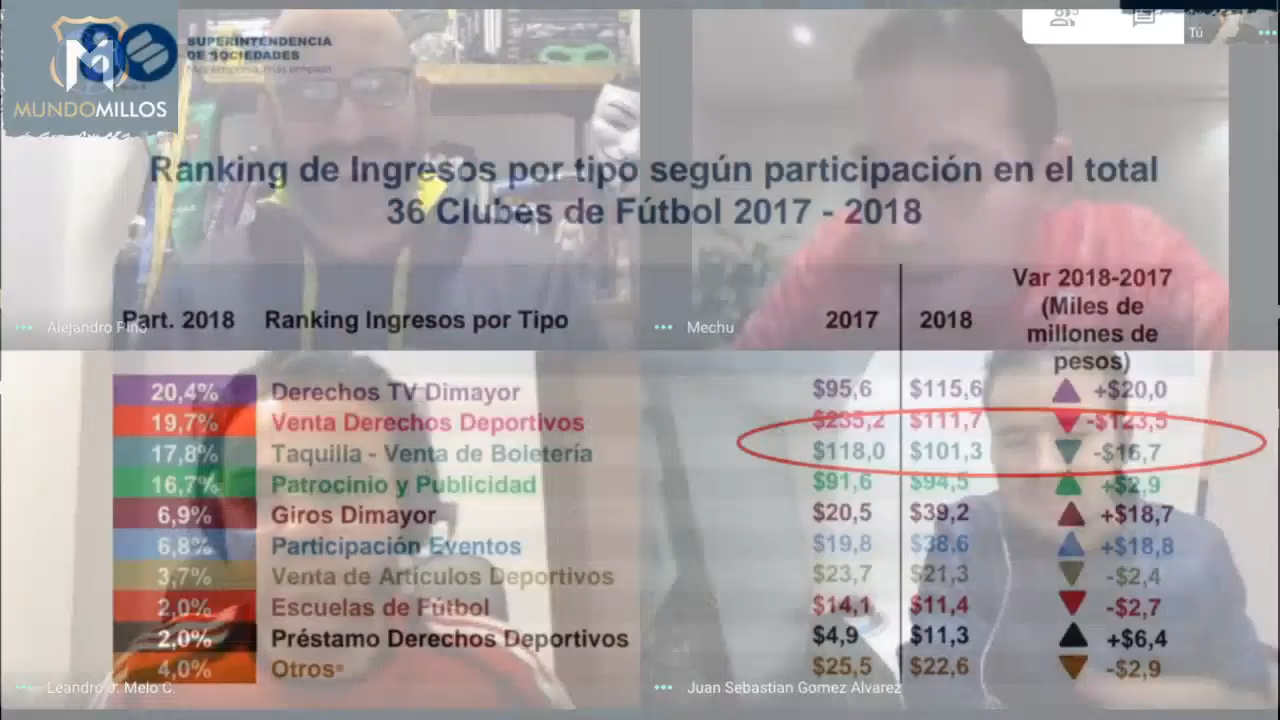 MUNDOMILLOS
SUPERINTENDENCIA
DE SOCIEDADES
Tú
Ranking de Ingresos por tipo según participación en el total
36 Clubes de Fútbol 2017 - 2018
Part. 2018 Ranking Ingresos por Tipo 2017 2018 Var 2018-2017
(Miles de
millones de
pesos)
Alejandro Pino
Mechu
20,4% Derechos TV Dimayor $95,6 $115,6 +$20,0
19,7% Venta Derechos Deportivos $235,2 $111,7 -$123,5
17,8% Taquilla - Venta de Boletería $118,0 $101,3 -$16,7
16,7% Patrocinio y Publicidad $91,6 $94,5 +$2,9
6,9% Giros Dimayor $20,5 $39,2 +$18,7
6,8% Participación Eventos $19,8 $38,6 +$18,8
3,7% Venta de Artículos Deportivos $23,7 $21,3 -$2,4
2,0% Escuelas de Fútbol $14,1 $11,4 -$2,7
2,0% Préstamo Derechos Deportivos $4,9 $11,3 +$6,4
4,0% Otros* $25,5 $22,6 -$2,9
Leandro J. Melo C.
Juan Sebastian Gomez Alvarez